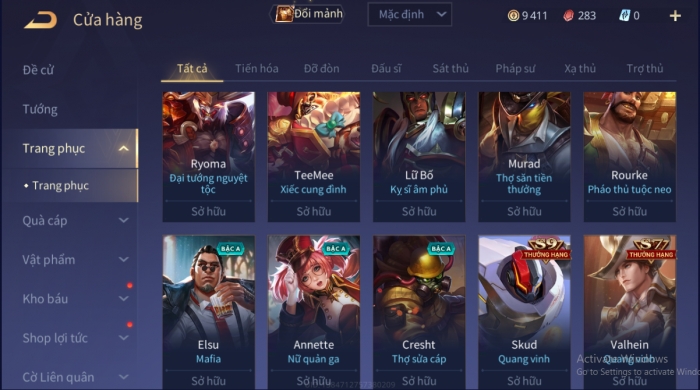 Cửa hàng
Đổi mảnh
Mặc định
9 411
283
0
Đề cử
Tướng
Trang phục
Trang phục
Quà cáp
Vật phẩm
Kho báu
Shop lợi tức
Cờ Liên quân
Tất cả Tiến hóa Đỡ đòn Đấu sĩ Sát thủ Pháp sư Xạ thủ Trợ thủ
Ryoma
Đại tướng nguyệt
tộc
Sở hữu
TeeMee
Xiếc cung đình
Sở hữu
Lữ Bố
Kỵ sĩ âm phủ
Sở hữu
Murad
Thợ săn tiền
thưởng
Sở hữu
Rourke
Pháo thủ tuộc neo
Sở hữu
BẬC A
Elsu
Mafia
Sở hữu
BẬC A
Annette
Nữ quản ga
Sở hữu
BẬC A
Cresht
Thợ sửa cáp
Sở hữu
S9
THƯỞNG HẠNG
Skud
Quang vinh
Sở hữu
S77
THƯỞNG HẠNG
Valhein
Quang vinh
Sở hữu
Activate Windows
Go to Settings to activate Wind